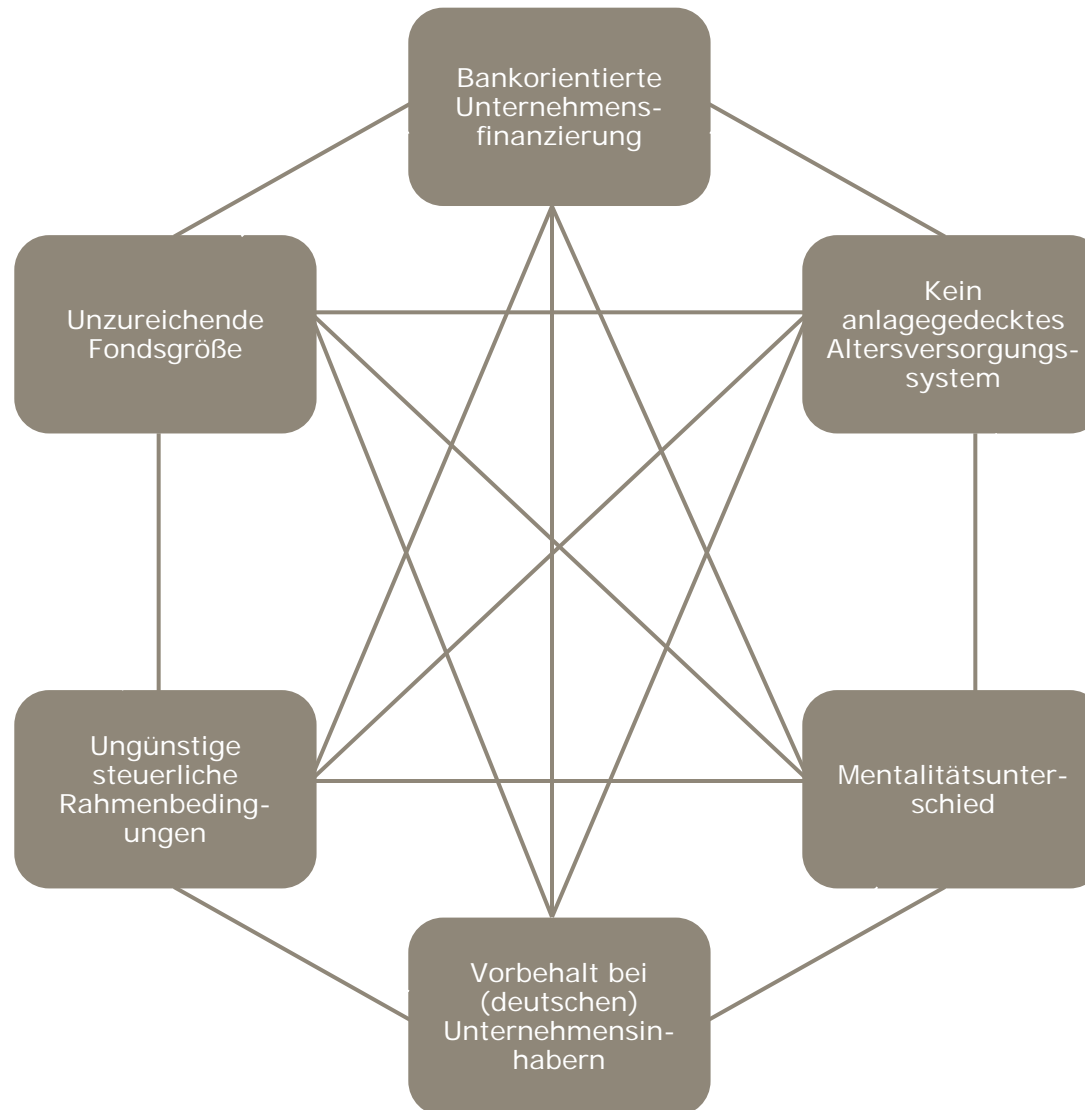 Bankorientierte
Unternehmens-
finanzierung
Unzureichende
Fondsgröße
Kein
anlagegedecktes
Altersversorgungs-
system
Ungünstige
steuerliche
Rahmenbeding-
ungen
Mentalitätsunter-
schied
Vorbehalt bei
(deutschen)
Unternehmensin-
habern